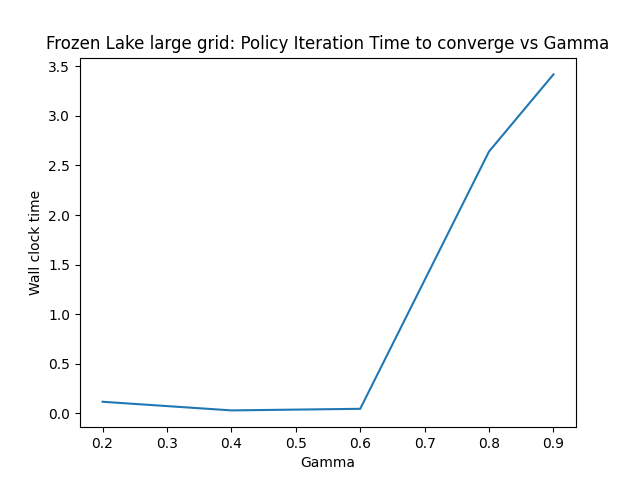 Frozen Lake large grid: Policy Iteration Time to converge vs Gamma
3.5
3.0
2.5
2.0
1.5
1.0
0.5
0.0
Wall clock time
0.2 0.3 0.4 0.5 0.6 0.7 0.8 0.9
Gamma